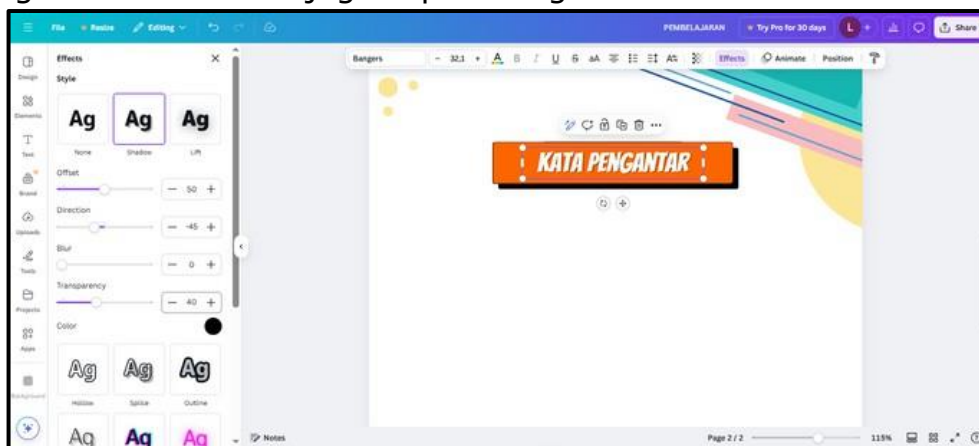 File
Resize
Editing
PEMBELAJARAN
Try Pro for 30 days
L
Share
Design
Elements
Text
Brand
Uploads
Tools
Projects
Apps
Background
Effects
Style
Ag Ag Ag
None Shadow Lift
Offset
50
Direction
-45
Blur
0
Transparency
40
Color
Ag Ag Ag
Hollow Splice Outline
Ag Ag Ag
Bangers
- 32,1 +
A B I U S aA
Effects
Animate
Position
KATA PENGANTAR
Notes
Page 2 / 2
115%